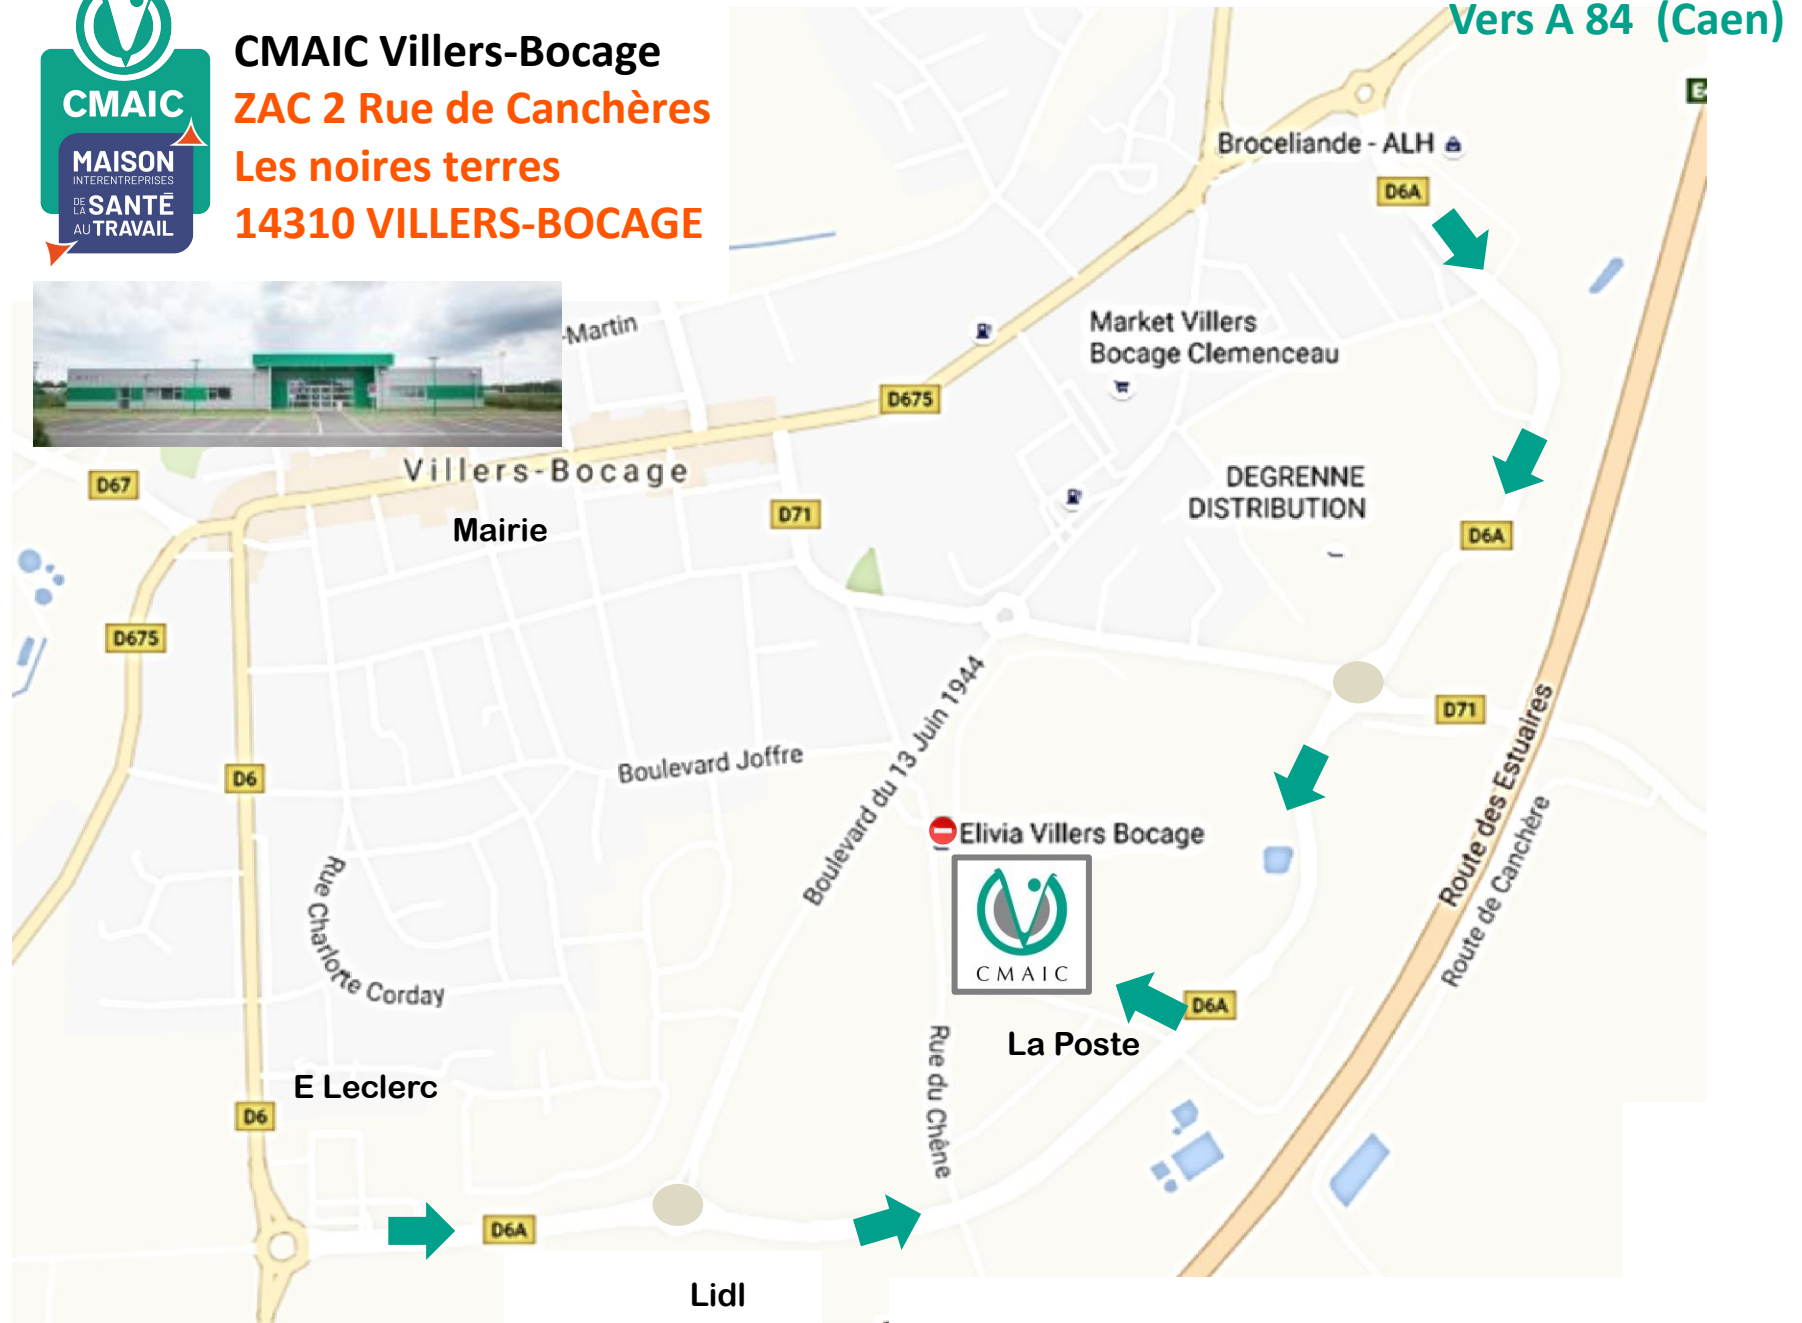 Vers A 84 (Caen)
CMAIC
MAISON
INTERENTREPRISES
DE LA SANTÉ
AU TRAVAIL
CMAIC Villers-Bocage
ZAC 2 Rue de Canchères
Les noires terres
14310 VILLERS-BOCAGE
Broceliande - ALH
D6A
-Martin
Market Villers
Bocage Clemenceau
D675
Villers-Bocage
D67
Mairie
D71
DEGRENNE
DISTRIBUTION
D6A
D675
D71
D6
Boulevard Joffre
Boulevard du 13 Juin 1944
Route des Estuaires
Route de Canchère
Elivia Villers Bocage
CMAIC
Rue Charlotte Corday
D6A
La Poste
Rue du Chêne
E Leclerc
D6
D6A
Lidl